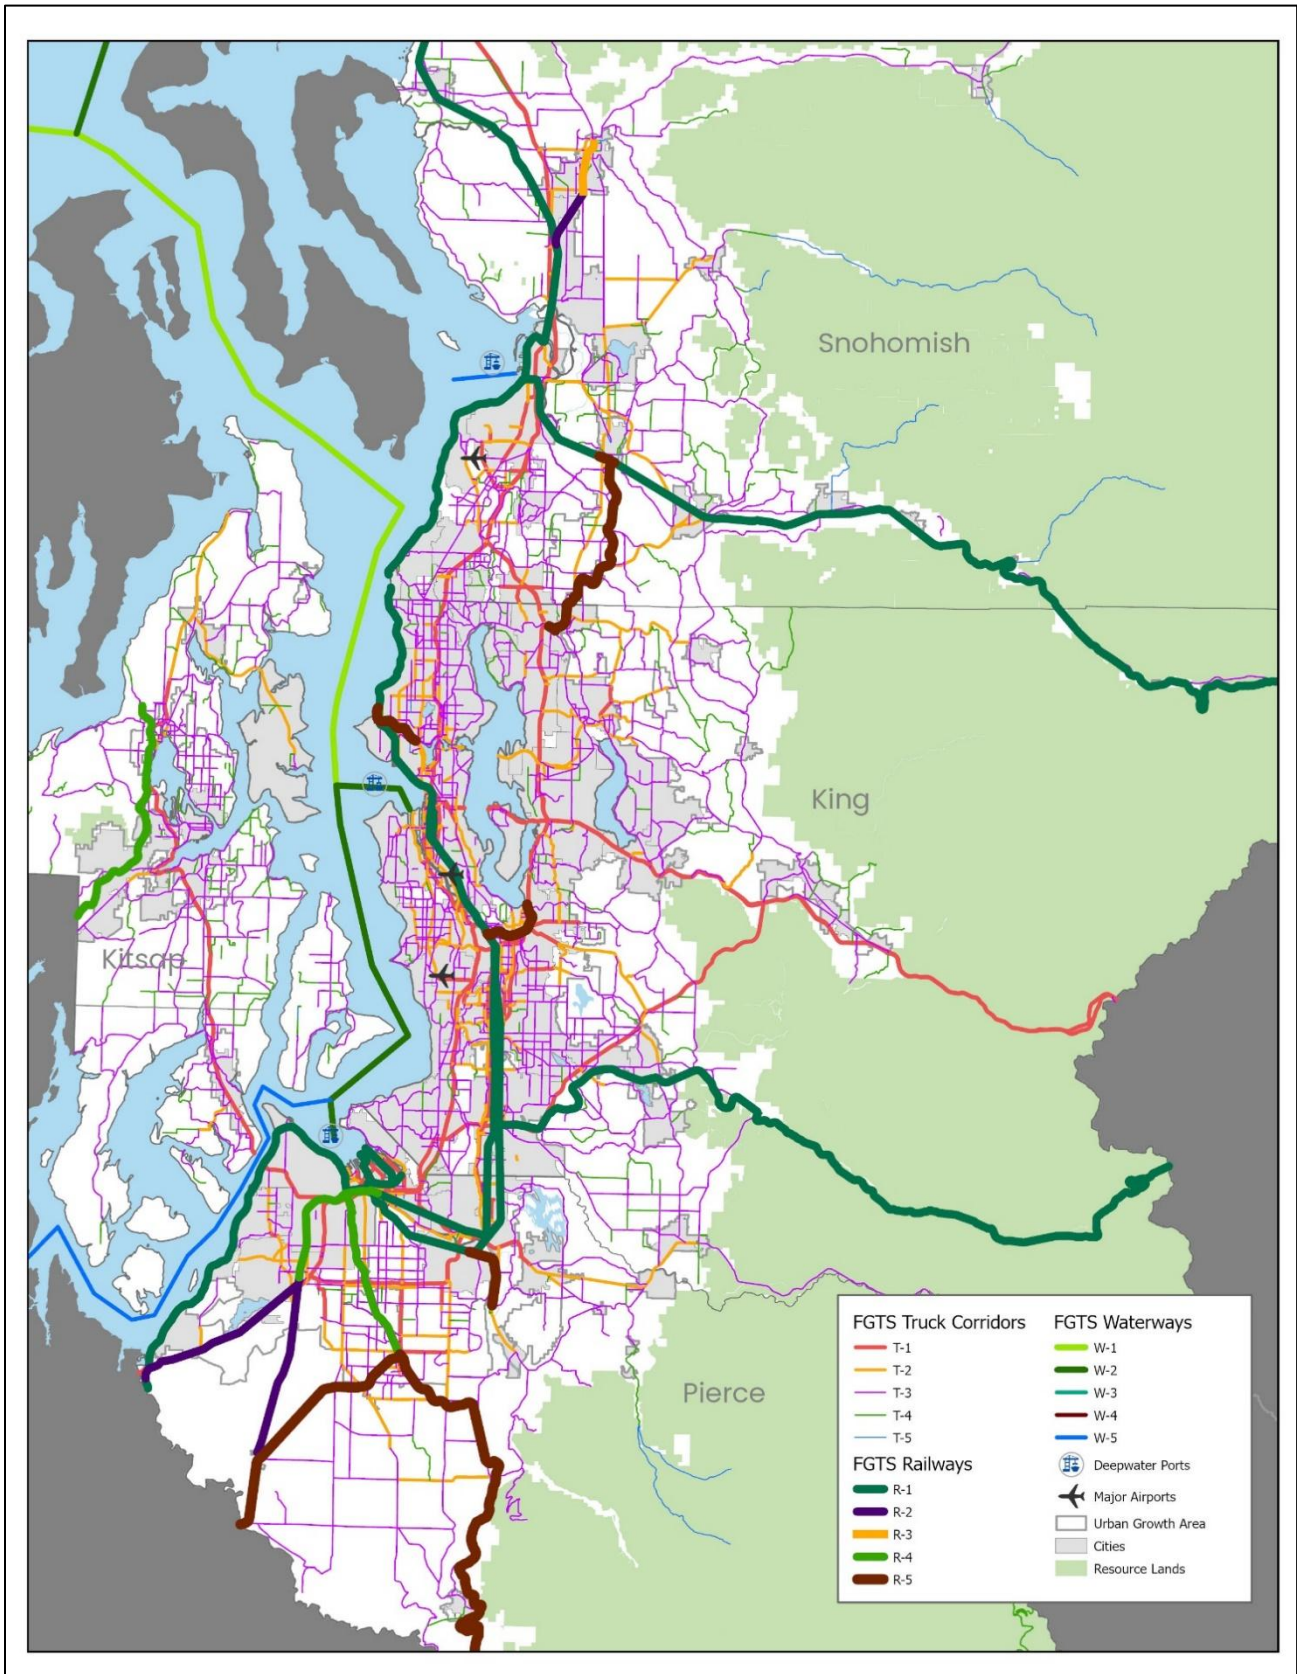 Snohomish
King
Kitsap
Pierce
FGTS Truck Corridors
T-1
T-2
T-3
T-4
T-5
FGTS Railways
R-1
R-2
R-3
R-4
R-5
FGTS Waterways
W-1
W-2
W-3
W-4
W-5
Deepwater Ports
Major Airports
Urban Growth Area
Cities
Resource Lands